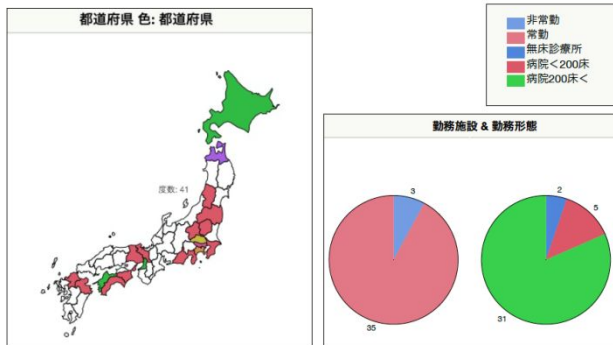 都道府県 色: 都道府県
度数: 41
非常勤
常勤
無床診療所
病院＜200床
病院200床＜
勤務施設 & 勤務形態
3
35
2
5
31